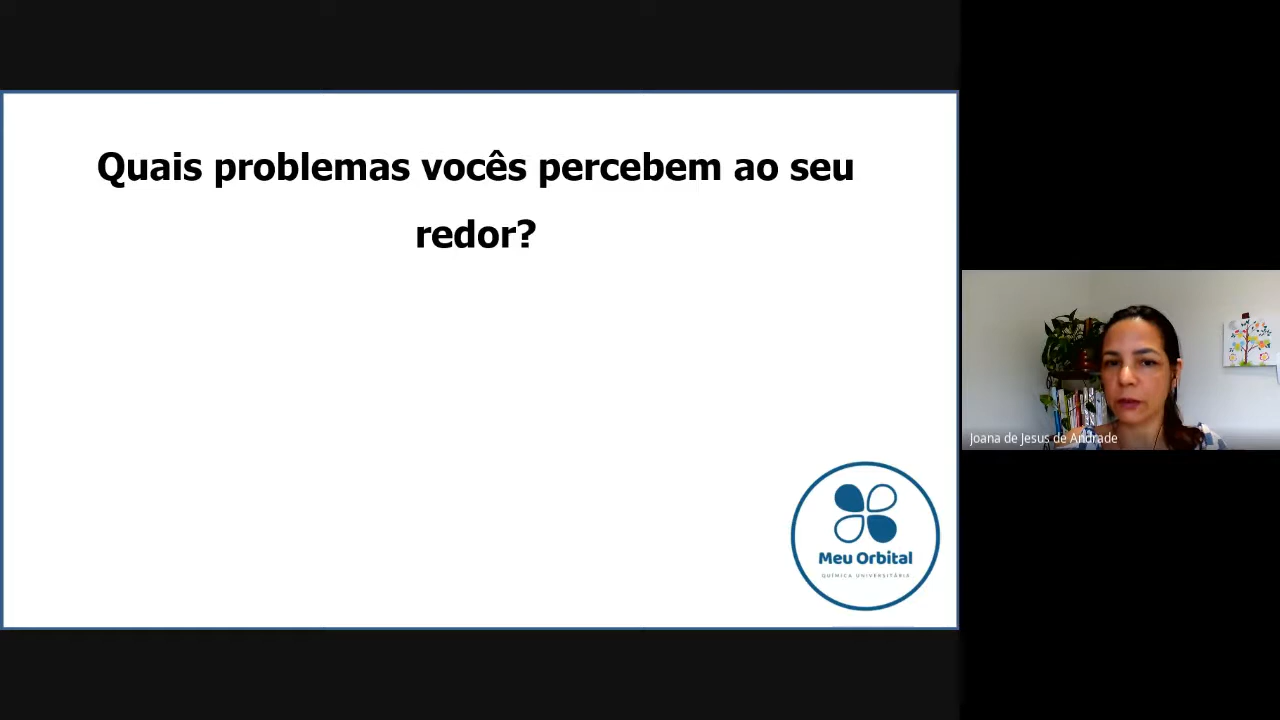 Quais problemas vocês percebem ao seu
redor?
Joana de Jesus de Andrade
Meu Orbital
QUÍMICA UNIVERSITÁRIA